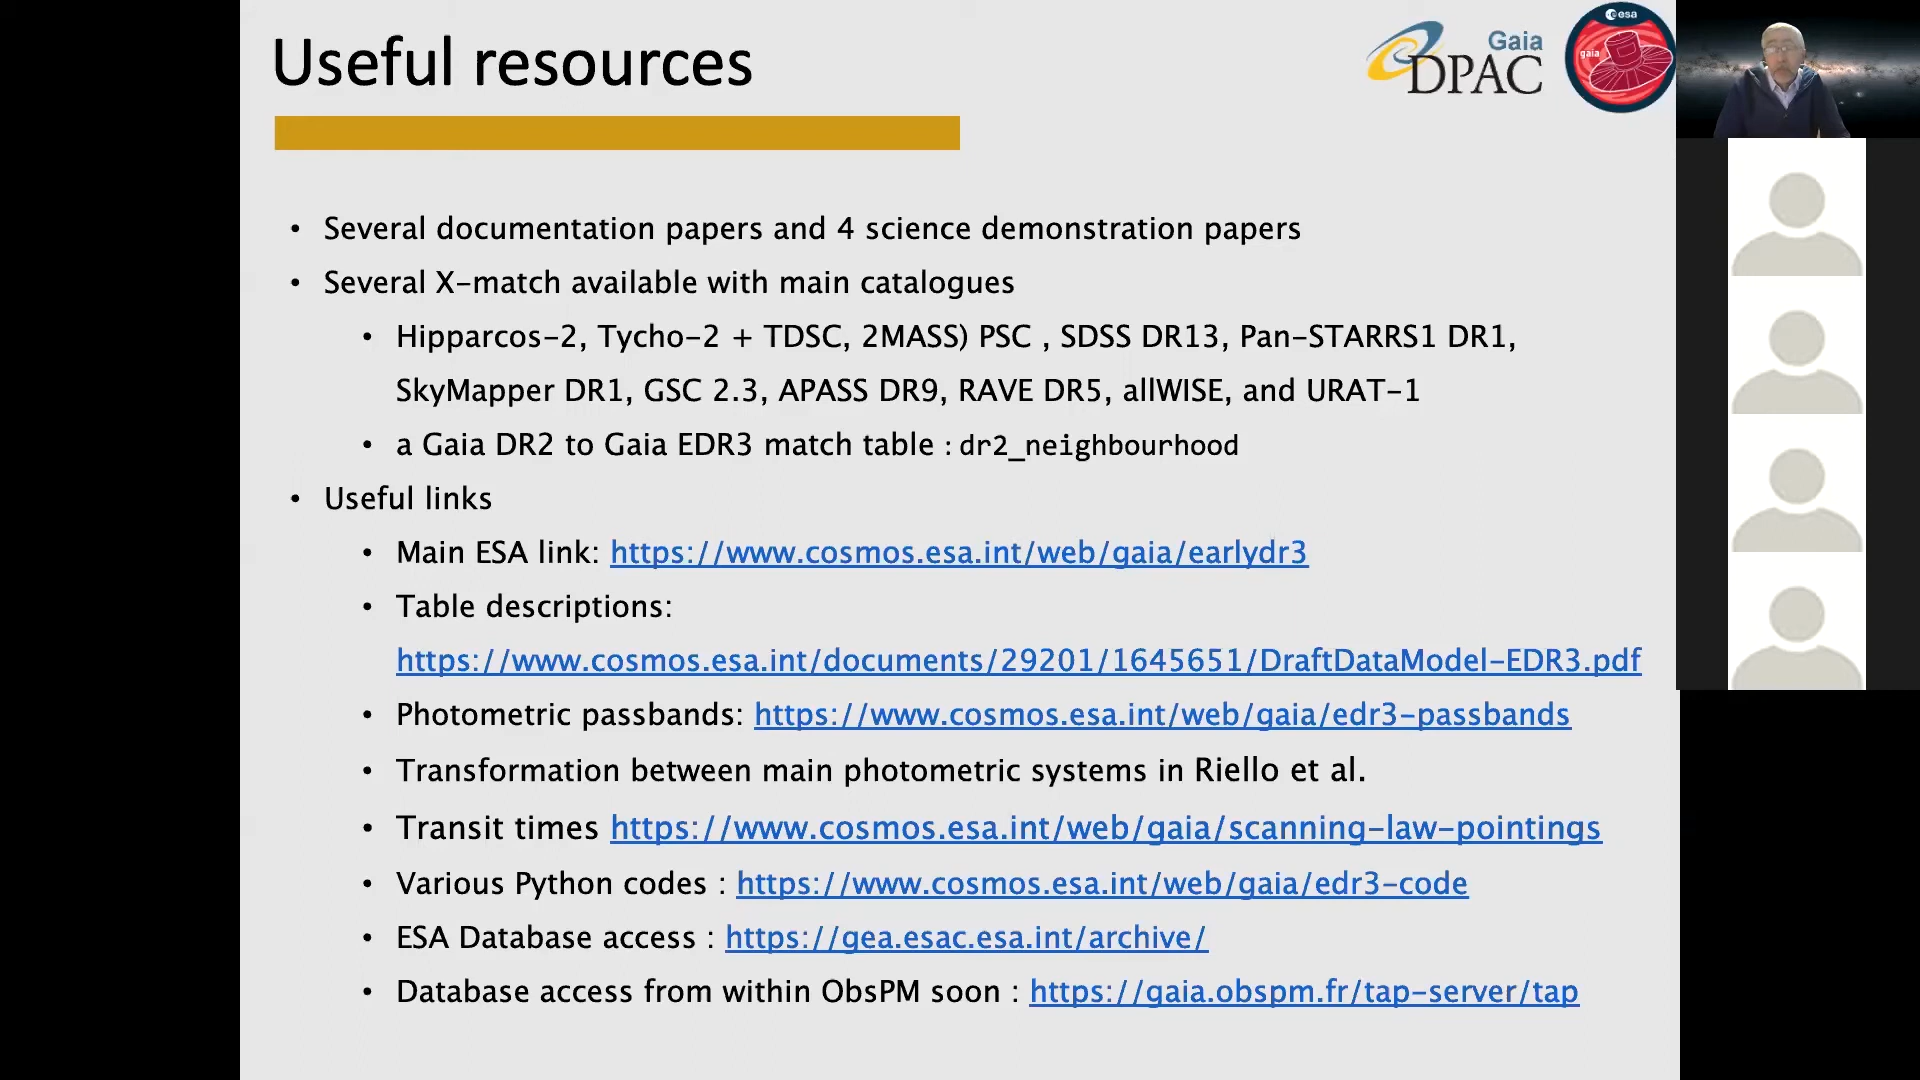 Useful resources
Gaia
DPAC
esa
gaia
• Several documentation papers and 4 science demonstration papers
• Several X-match available with main catalogues
• Hipparcos-2, Tycho-2 + TDSC, 2MASS) PSC , SDSS DR13, Pan-STARRS1 DR1,
SkyMapper DR1, GSC 2.3, APASS DR9, RAVE DR5, allWISE, and URAT-1
• a Gaia DR2 to Gaia EDR3 match table : dr2_neighbourhood
• Useful links
• Main ESA link: https://www.cosmos.esa.int/web/gaia/earlydr3
• Table descriptions:
https://www.cosmos.esa.int/documents/29201/1645651/DraftDataModel-EDR3.pdf
• Photometric passbands: https://www.cosmos.esa.int/web/gaia/edr3-passbands
• Transformation between main photometric systems in Riello et al.
• Transit times https://www.cosmos.esa.int/web/gaia/scanning-law-pointings
• Various Python codes : https://www.cosmos.esa.int/web/gaia/edr3-code
• ESA Database access : https://gea.esac.esa.int/archive/
• Database access from within ObsPM soon : https://gaia.obspm.fr/tap-server/tap